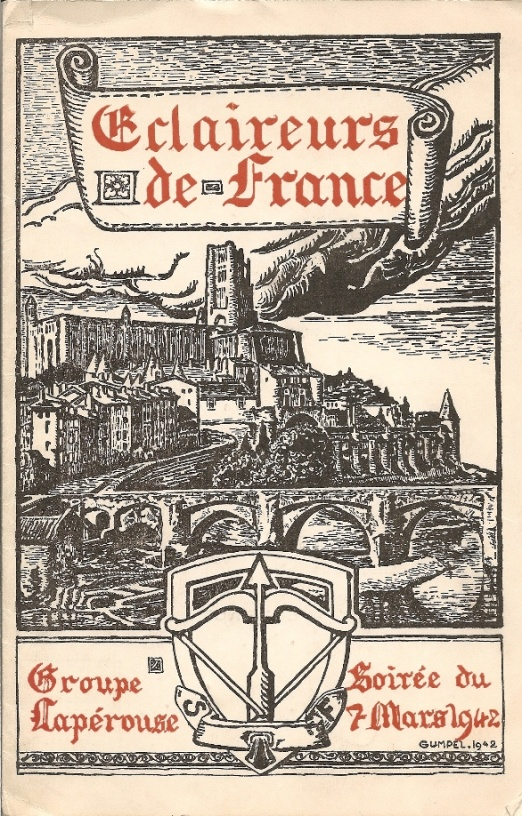 Eclaireurs
de France
S F
Groupe
Lapérouse
Soirée du
7 Mars 1942
GUMPEL. 1942